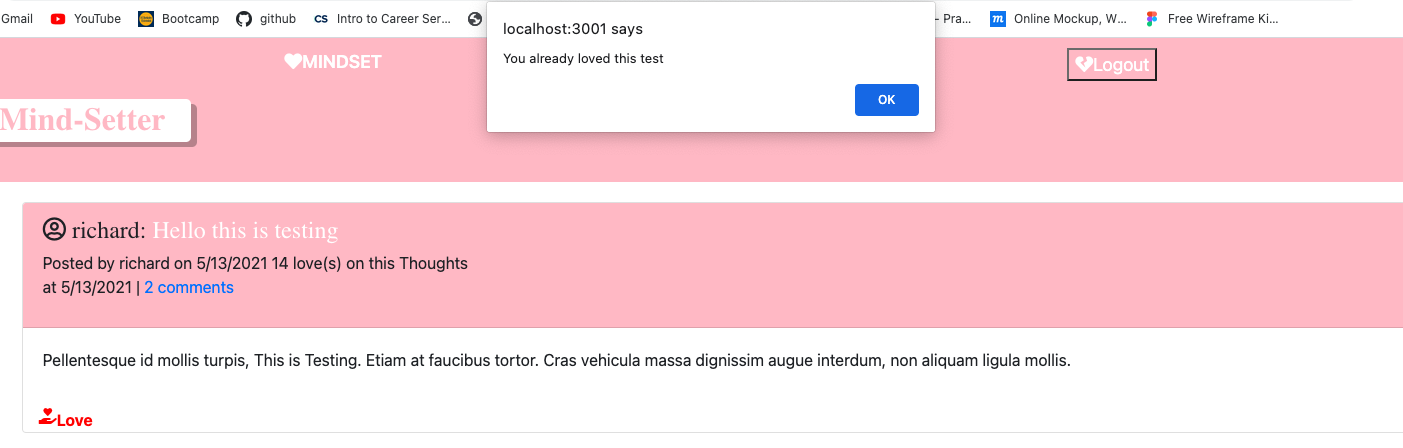 Gmail YouTube Bootcamp github CS Intro to Career Ser... - Pra... m Online Mockup, W... Free Wireframe Ki...
localhost:3001 says
You already loved this test
OK
MINDSET
Logout
Mind-Setter
richard: Hello this is testing
Posted by richard on 5/13/2021 14 love(s) on this Thoughts
at 5/13/2021 | 2 comments
Pellentesque id mollis turpis, This is Testing. Etiam at faucibus tortor. Cras vehicula massa dignissim augue interdum, non aliquam ligula mollis.
Love